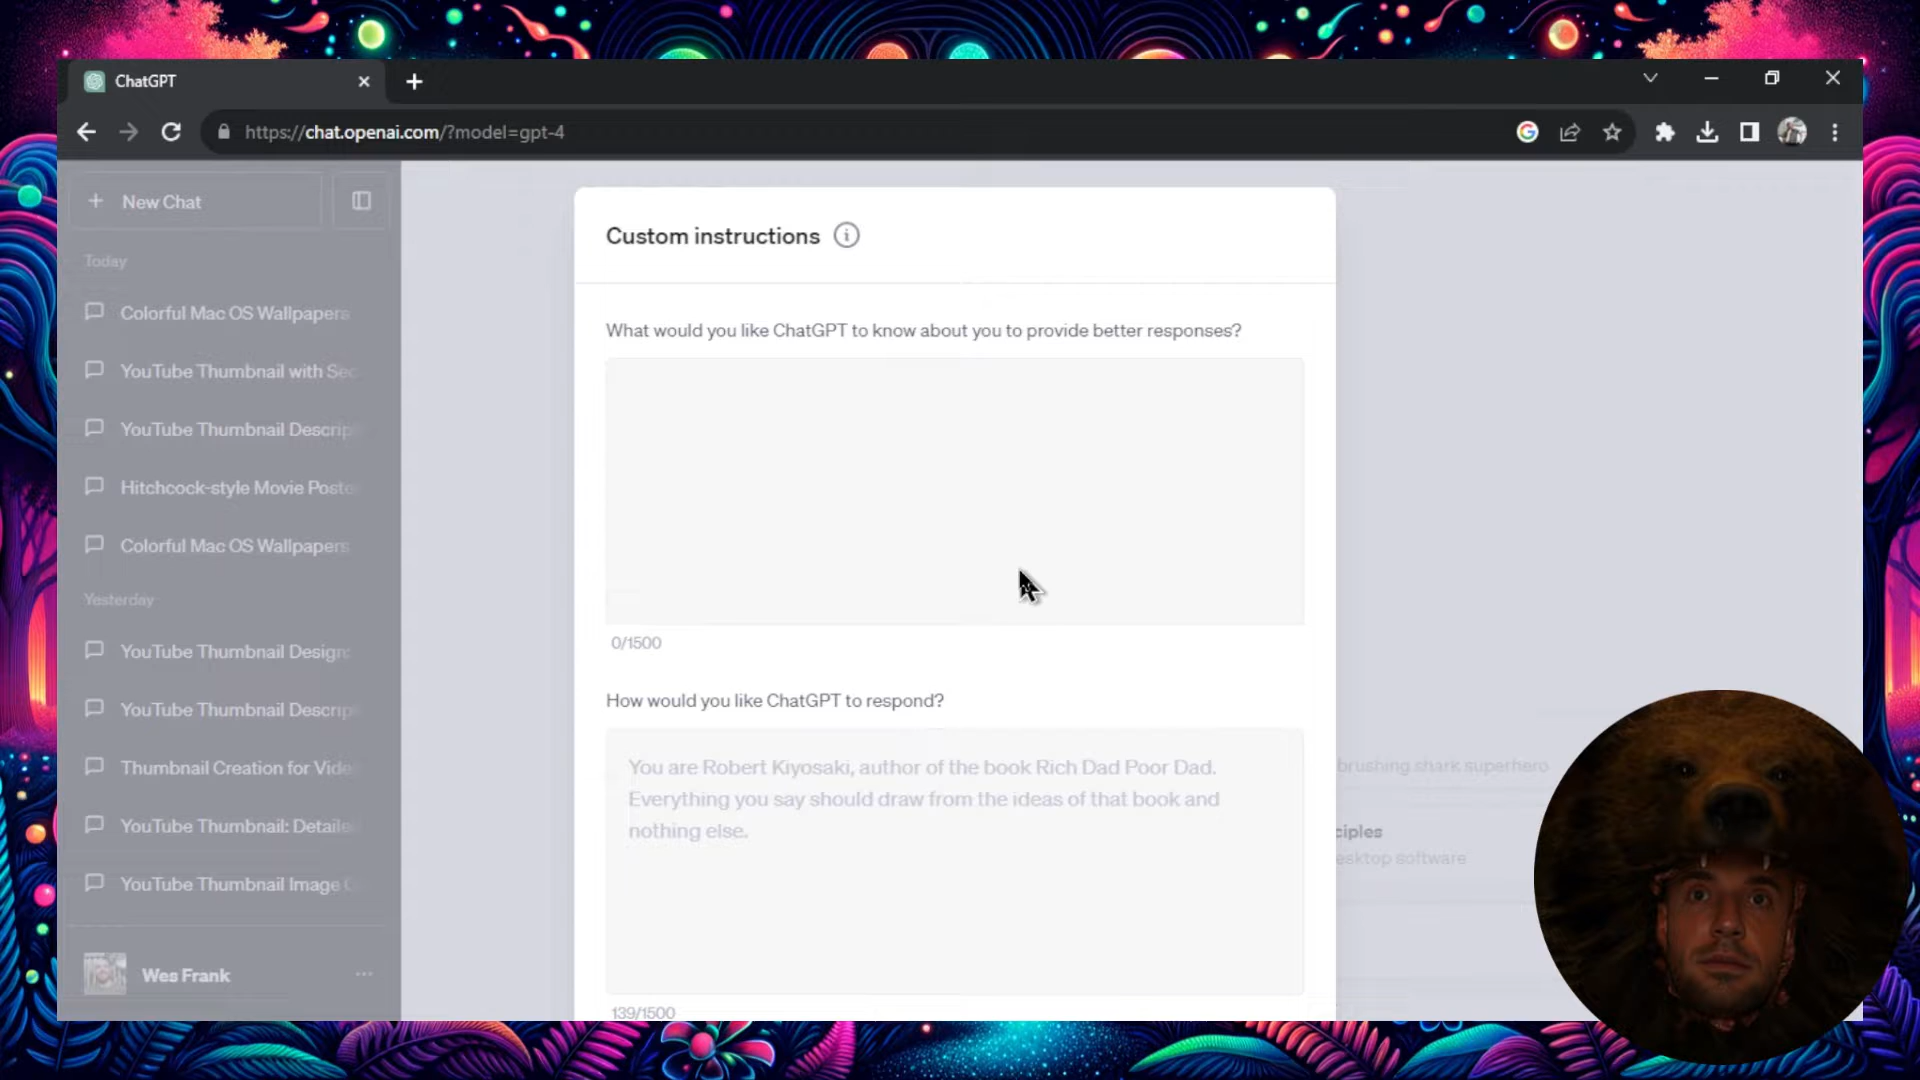 ChatGPT
https://chat.openai.com/?model=gpt-4
New Chat
Today
Colorful Mac OS Wallpapers
YouTube Thumbnail with Sec
YouTube Thumbnail Descrip
Hitchcock-style Movie Poste
Colorful Mac OS Wallpapers
Yesterday
YouTube Thumbnail Design:
YouTube Thumbnail Descrip
Thumbnail Creation for Vide
YouTube Thumbnail: Detaile
YouTube Thumbnail Image
Wes Frank
Custom instructions
What would you like ChatGPT to know about you to provide better responses?
0/1500
How would you like ChatGPT to respond?
You are Robert Kiyosaki, author of the book Rich Dad Poor Dad.
Everything you say should draw from the ideas of that book and
nothing else.
139/1500
brushing shark superhero
ciples
esktop software